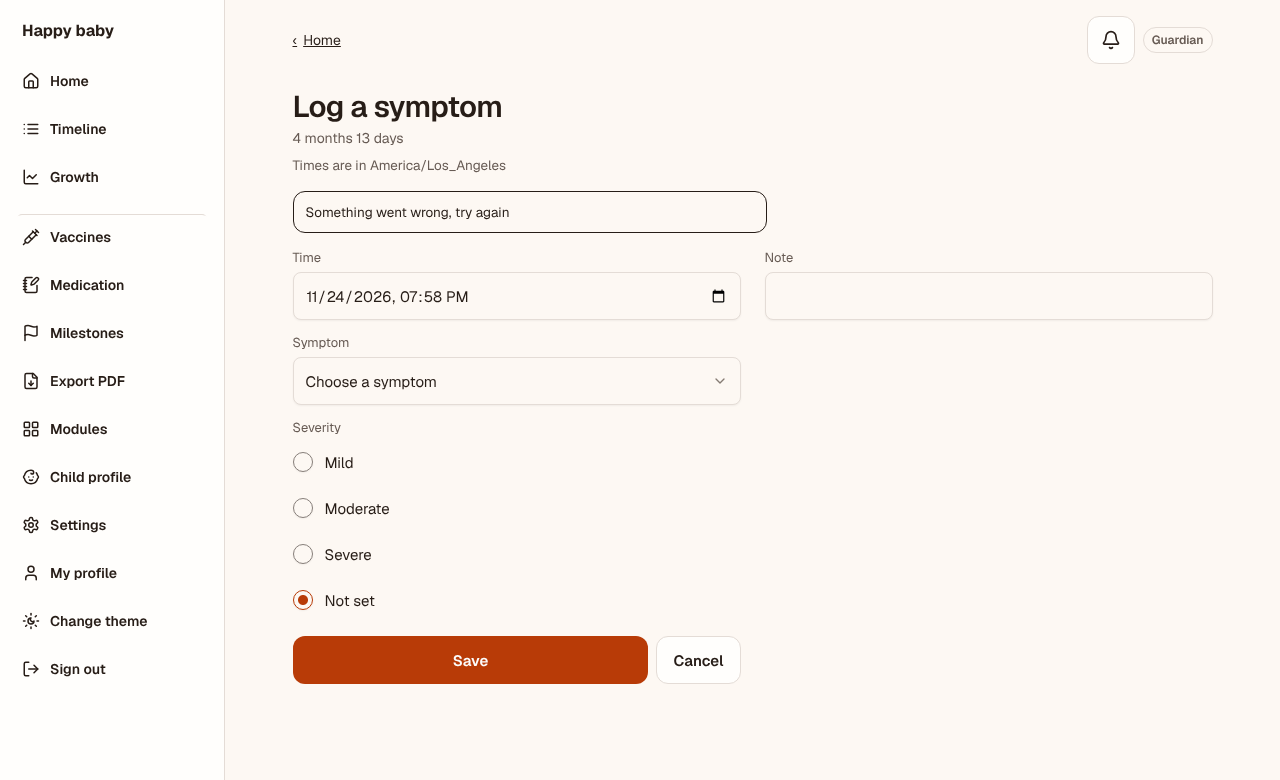 Happy baby
Home
Timeline
Growth
Vaccines
Medication
Milestones
Export PDF
Modules
Child profile
Settings
My profile
Change theme
Sign out
‹ Home
Guardian
Log a symptom
4 months 13 days
Times are in America/Los_Angeles
Something went wrong, try again
Time
Note
11/24/2026, 07:58 PM
Symptom
Choose a symptom
Severity
Mild
Moderate
Severe
Not set
Save
Cancel